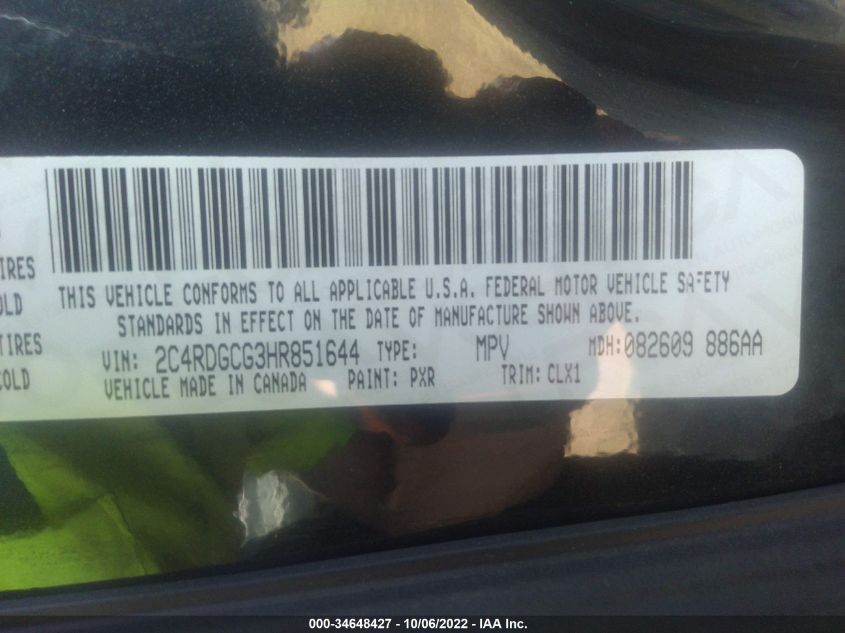 THIS VEHICLE CONFORMS TO ALL APPLICABLE U.S.A. FEDERAL MOTOR VEHICLE SAFETY
STANDARDS IN EFFECT ON THE DATE OF MANUFACTURE SHOWN ABOVE.
VIN: 2C4RDGCG3HR851644 TYPE: MPV MDH:082609 886AA
VEHICLE MADE IN CANADA PAINT: PXR TRIM: CLX1
IRES
OLD
TIRES
COLD
000-34648427 - 10/06/2022 - IAA Inc.